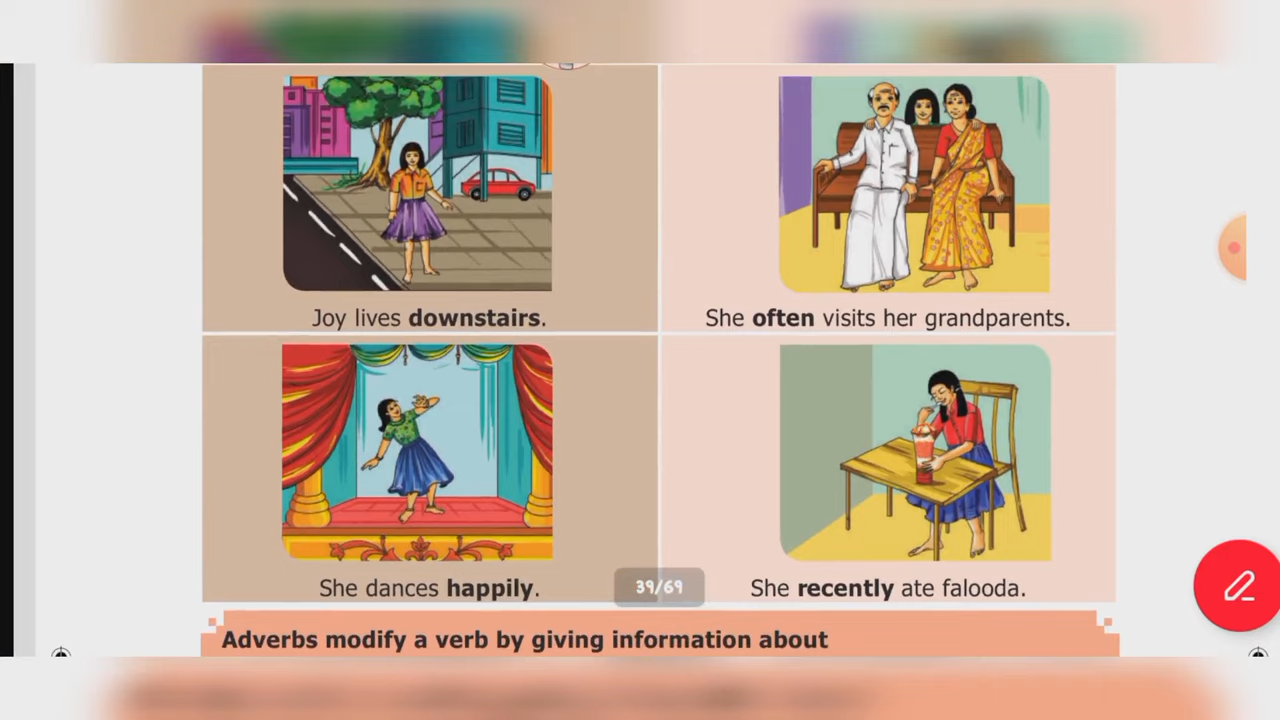 Joy lives downstairs.
She often visits her grandparents.
She dances happily.
39/69
She recently ate falooda.
Adverbs modify a verb by giving information about